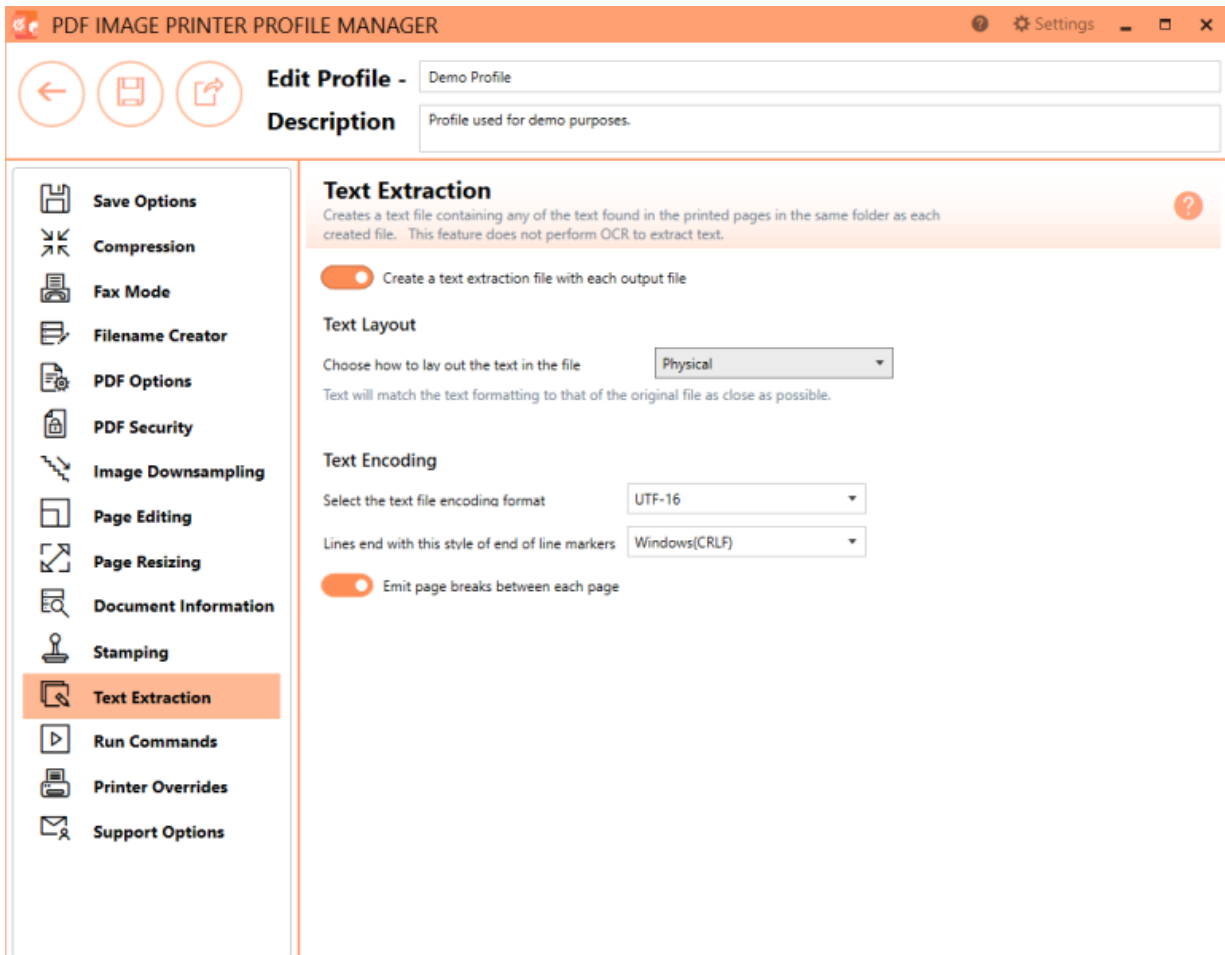 PDF IMAGE PRINTER PROFILE MANAGER
Settings
Edit Profile -
Demo Profile
Description
Profile used for demo purposes.
Save Options
Compression
Fax Mode
Filename Creator
PDF Options
PDF Security
Image Downsampling
Page Editing
Page Resizing
Document Information
Stamping
Text Extraction
Run Commands
Printer Overrides
Support Options
Text Extraction
Creates a text file containing any of the text found in the printed pages in the same folder as each
created file. This feature does not perform OCR to extract text.
Create a text extraction file with each output file
Text Layout
Choose how to lay out the text in the file
Physical
Text will match the text formatting to that of the original file as close as possible.
Text Encoding
Select the text file encoding format
UTF-16
Lines end with this style of end of line markers
Windows(CRLF)
Emit page breaks between each page